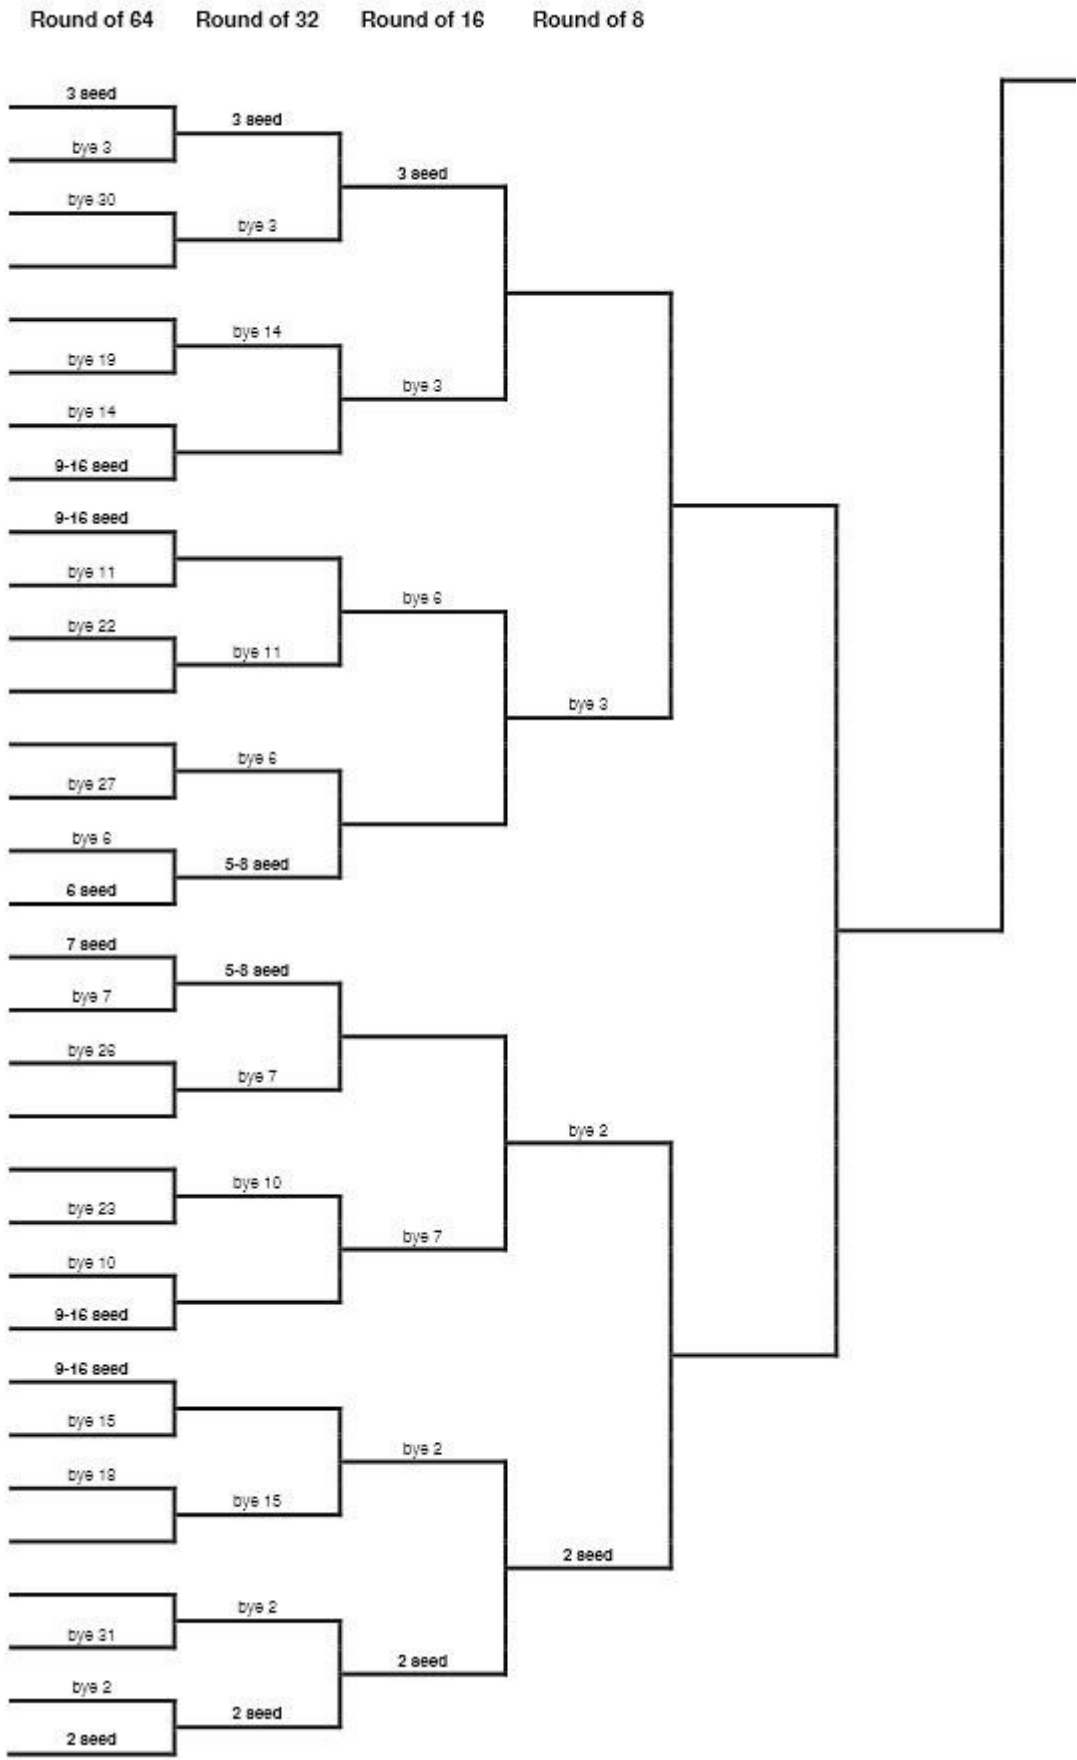 Round of 64 Round of 32 Round of 16 Round of 8
3 seed
3 seed
bye 3
3 seed
bye 30
bye 3
bye 14
bye 19
bye 3
bye 14
9-16 seed
9-16 seed
bye 11
bye 6
bye 22
bye 11
bye 3
bye 6
bye 27
bye 6
5-8 seed
6 seed
7 seed
5-8 seed
bye 7
bye 26
bye 7
bye 2
bye 10
bye 23
bye 7
bye 10
9-16 seed
9-16 seed
bye 15
bye 2
bye 18
bye 15
2 seed
bye 2
bye 31
2 seed
bye 2
2 seed
2 seed